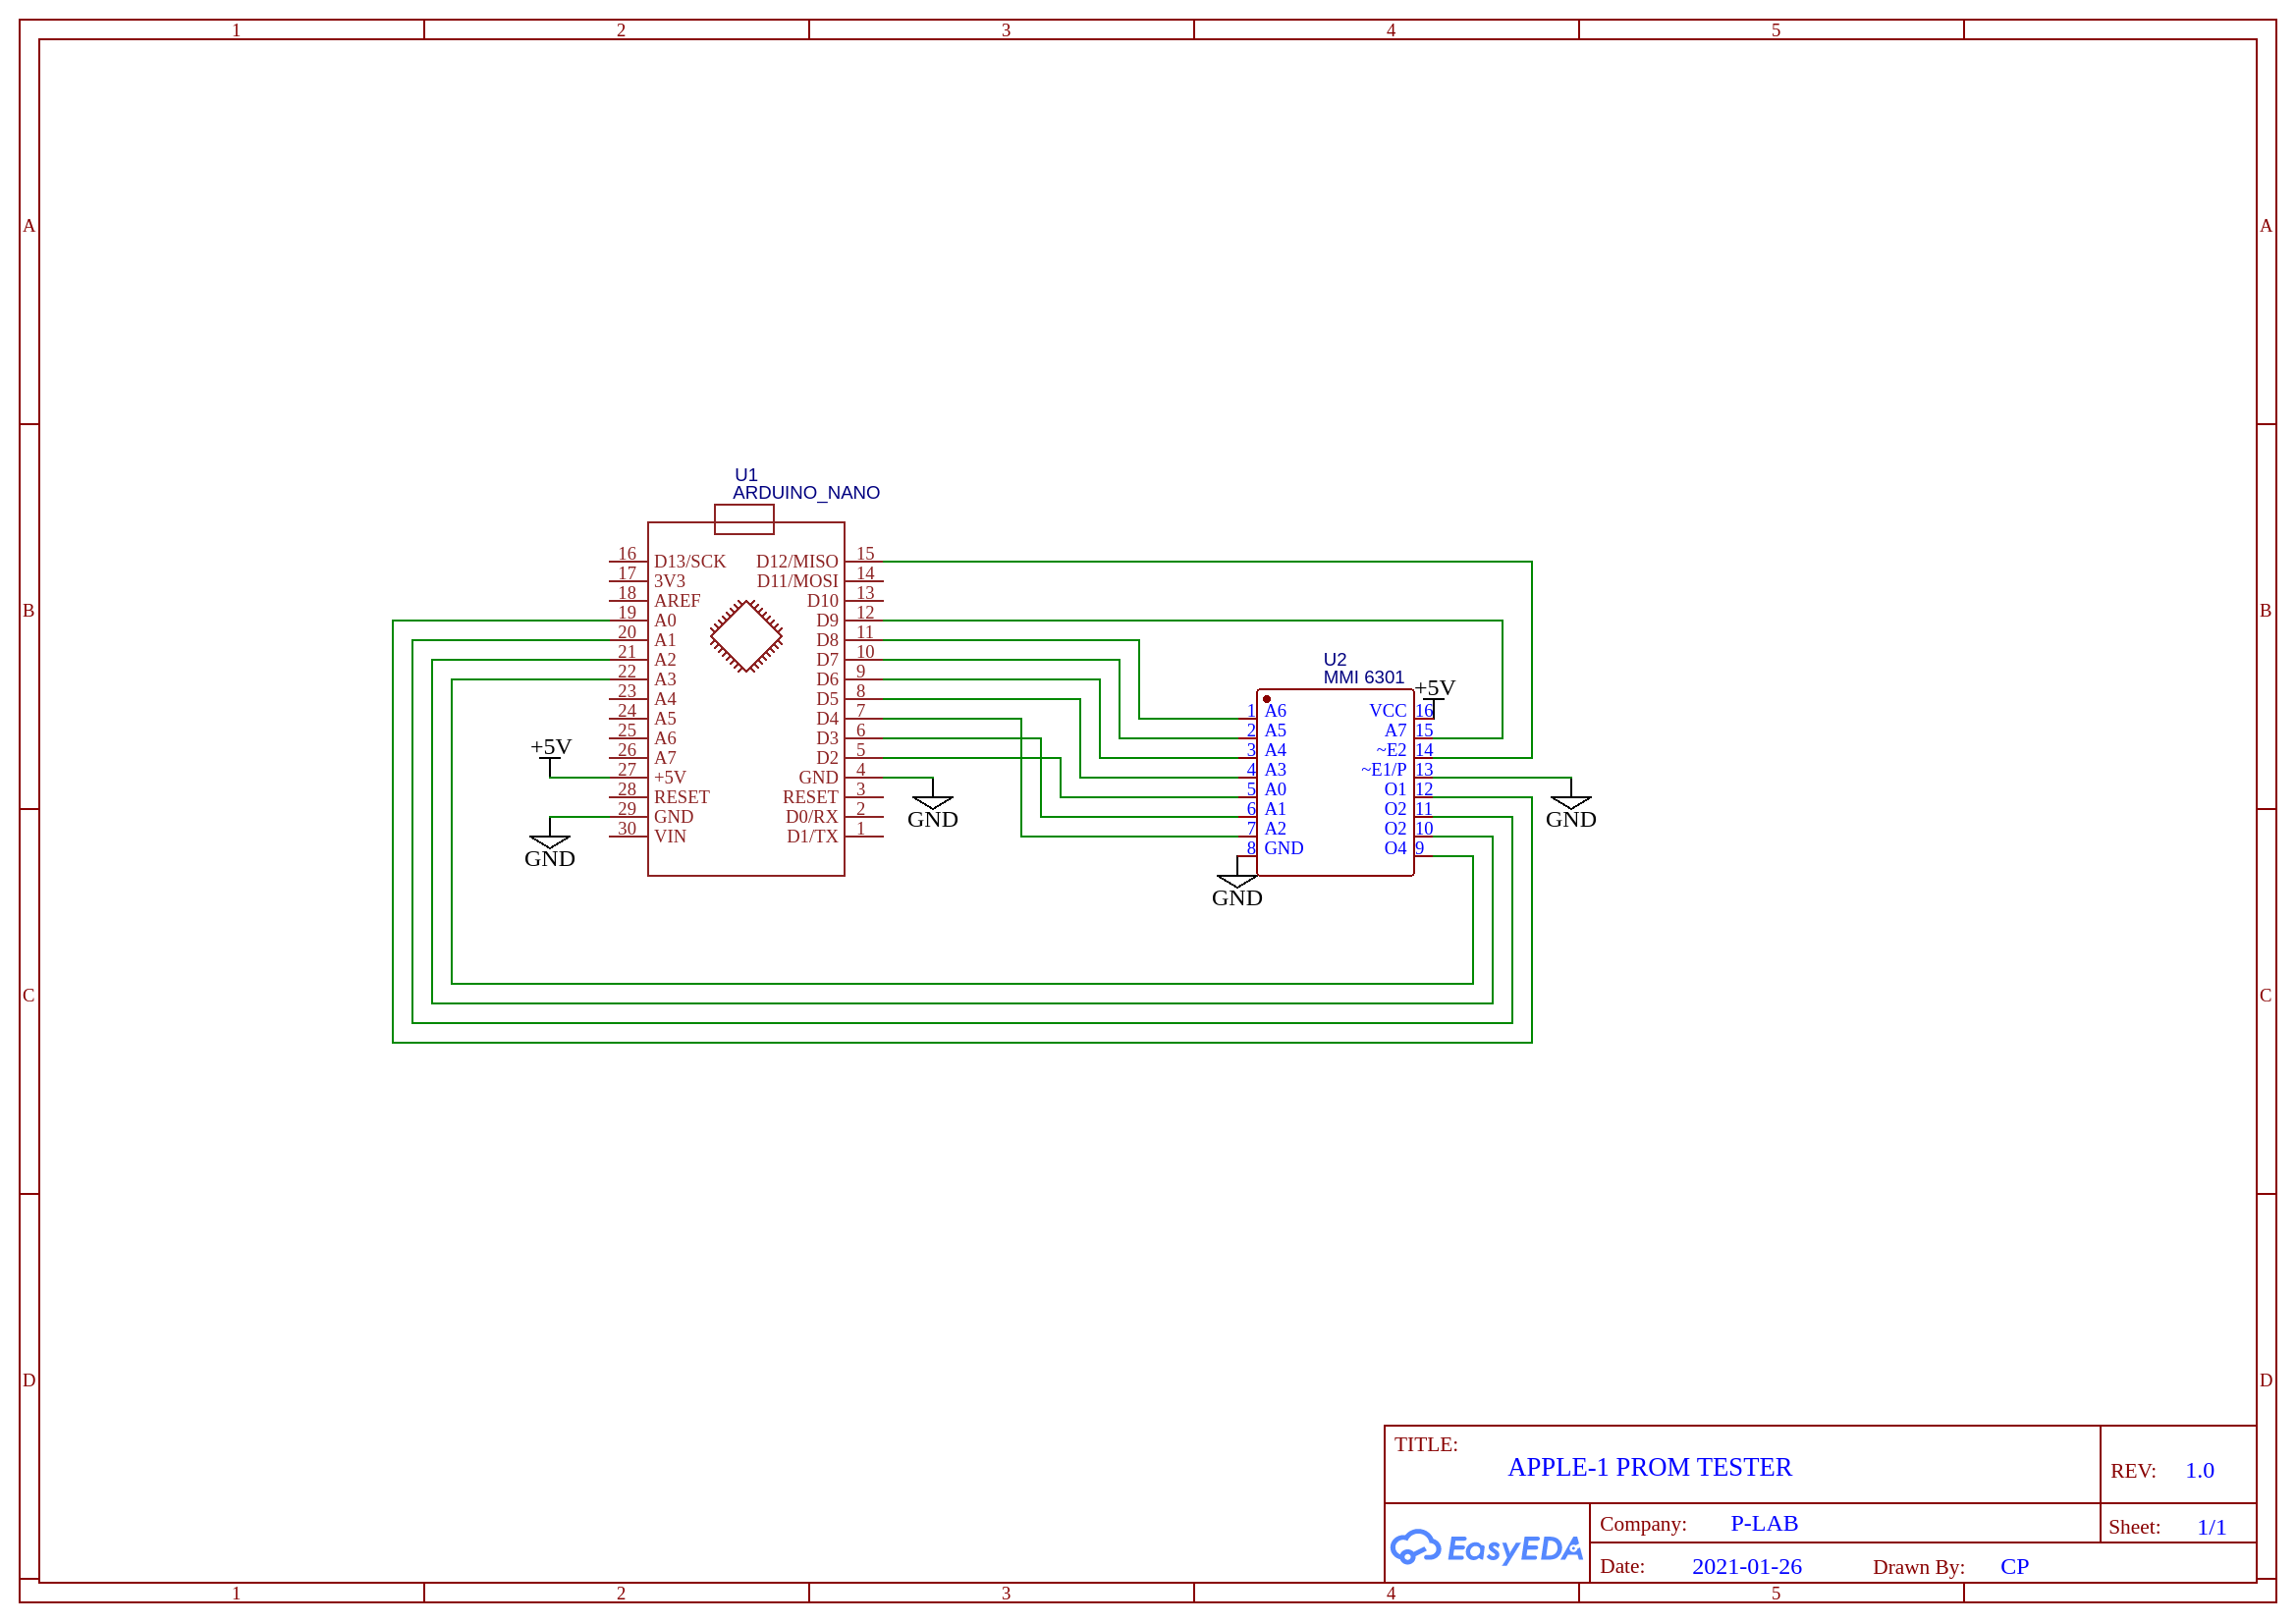 1 2 3 4 5
A A
U1
ARDUINO_NANO
16 D13/SCK D12/MISO 15
17 3V3 D11/MOSI 14
18 AREF D10 13
19 A0 D9 12
20 A1 D8 11
21 A2 D7 10
22 A3 D6 9
23 A4 D5 8
24 A5 D4 7
25 A6 D3 6
26 A7 D2 5
27 +5V GND 4
28 RESET RESET 3
29 GND D0/RX 2
30 VIN D1/TX 1
+5V
GND
GND
B B
U2
MMI 6301
+5V
1 A6 VCC 16
2 A5 A7 15
3 A4 ~E2 14
4 A3 ~E1/P 13
5 A0 O1 12
6 A1 O2 11
7 A2 O2 10
8 GND O4 9
GND
GND
C C
D D
TITLE:
APPLE-1 PROM TESTER
REV: 1.0
EasyEDA
Company: P-LAB
Sheet: 1/1
Date: 2021-01-26 Drawn By: CP
1 2 3 4 5